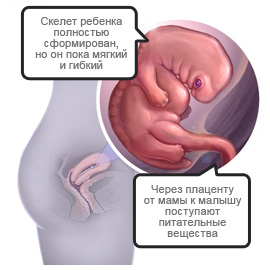 Скелет ребенка
полностью
сформирован,
но он пока мягкий
и гибкий
Через плаценту
от мамы к малышу
поступают
питательные
вещества